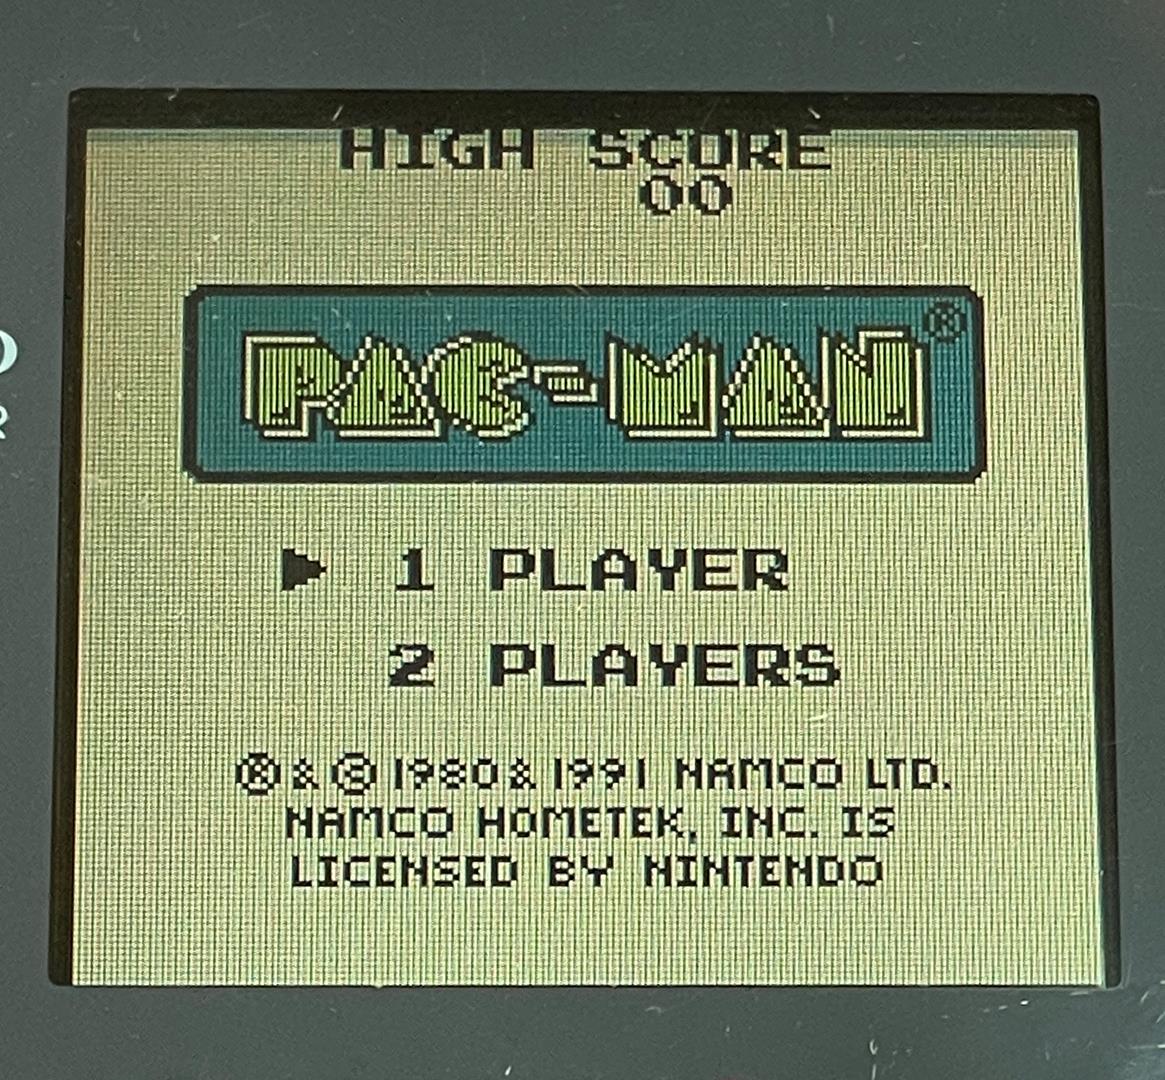 HIGH SCORE
00
PAC-MAN®
1 PLAYER
2 PLAYERS
® & © 1980 & 1991 NAMCO LTD.
NAMCO HOMETEK, INC. IS
LICENSED BY NINTENDO